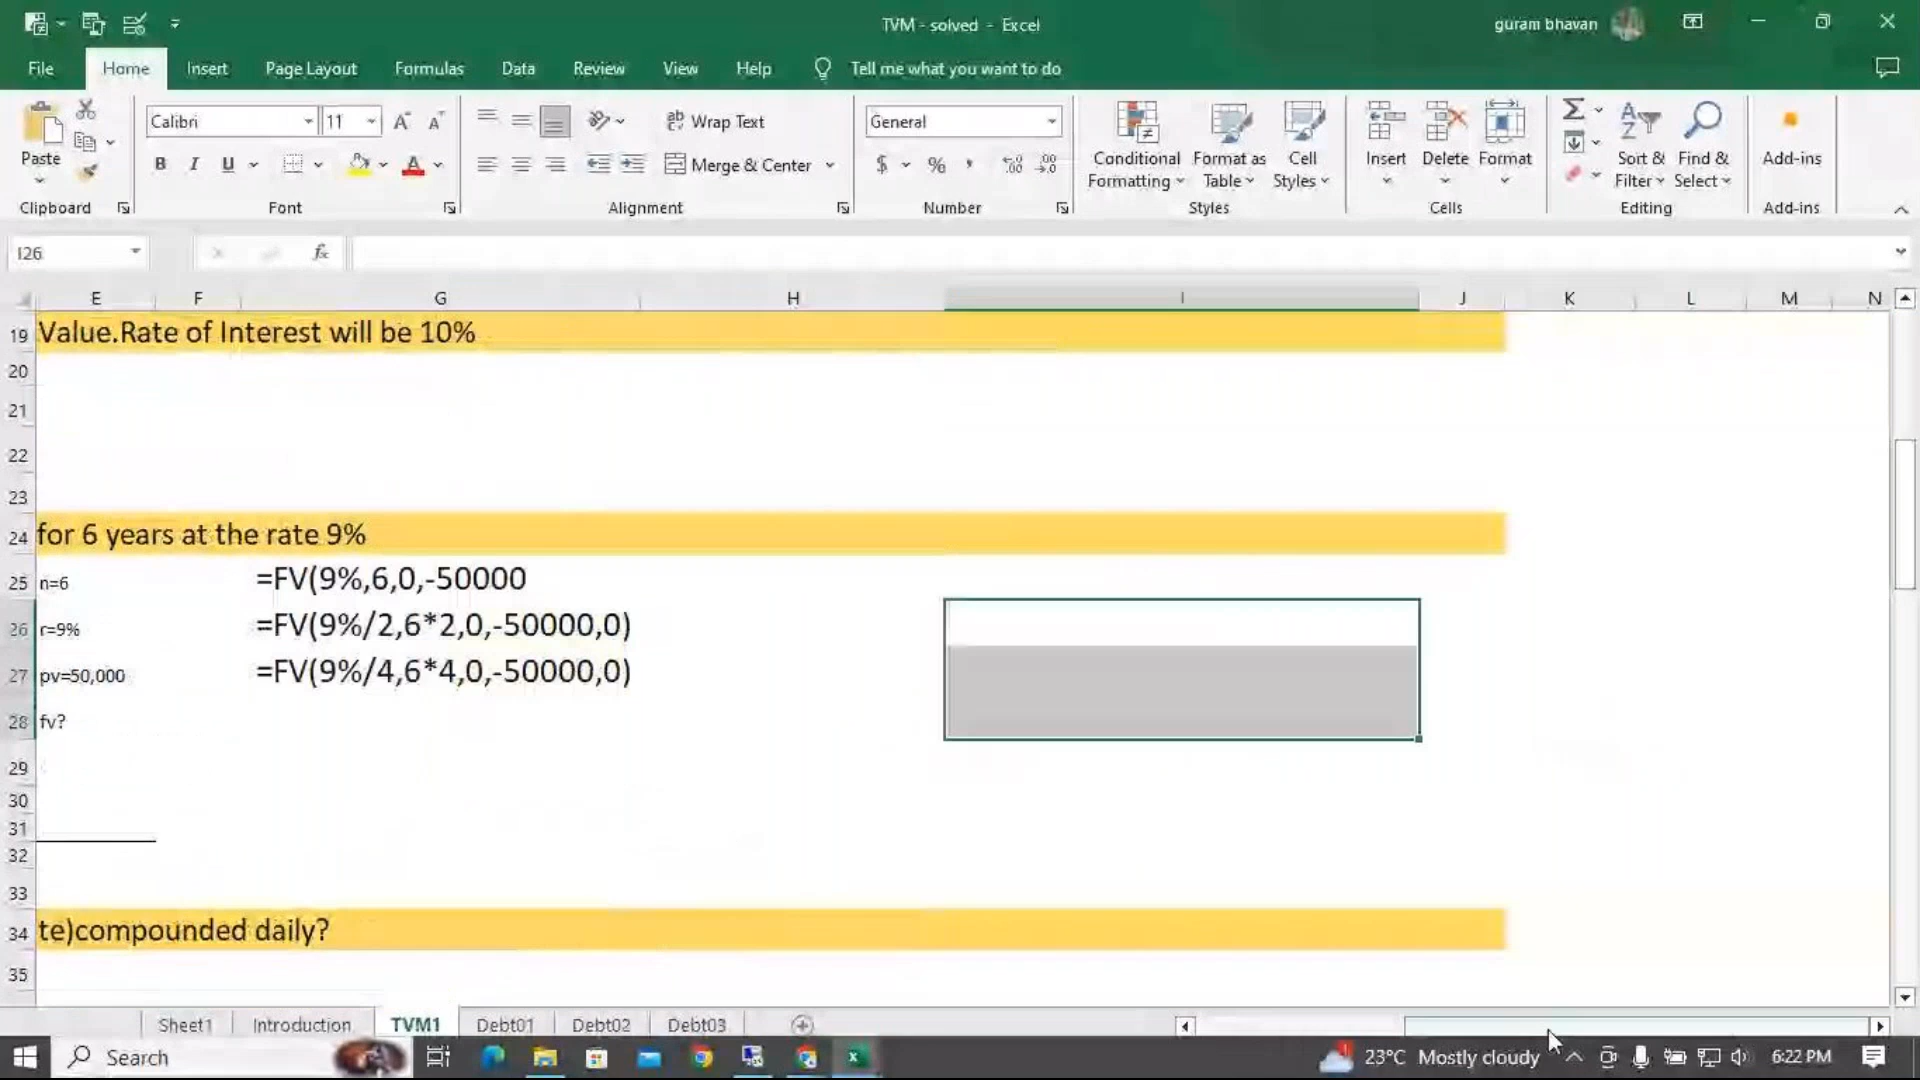 TVM - solved - Excel
guram bhavan
File Home Insert Page Layout Formulas Data Review View Help Tell me what you want to do
Paste
Clipboard
Calibri 11
B I U
Font
Wrap Text
Merge & Center
Alignment
General
$ %
Number
Conditional Formatting
Format as Table
Cell Styles
Styles
Insert Delete Format
Cells
Sort & Filter
Find & Select
Editing
Add-ins
Add-ins
I26
fx
E F G H I J K L M N
19 Value.Rate of Interest will be 10%
20
21
22
23
24 for 6 years at the rate 9%
25 n=6 =FV(9%,6,0,-50000
26 r=9% =FV(9%/2,6*2,0,-50000,0)
27 pv=50,000 =FV(9%/4,6*4,0,-50000,0)
28 fv?
29
30
31
32
33
34 te)compounded daily?
35
Sheet1 Introduction TVM1 Debt01 Debt02 Debt03
Search
23°C Mostly cloudy
6:22 PM